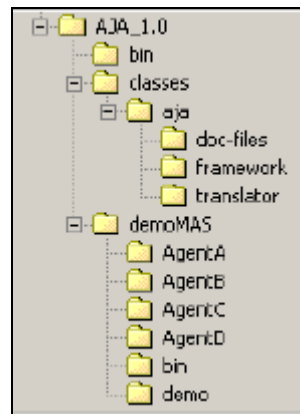 AJA_1.0
bin
classes
aja
doc-files
framework
translator
demoMAS
AgentA
AgentB
AgentC
AgentD
bin
demo